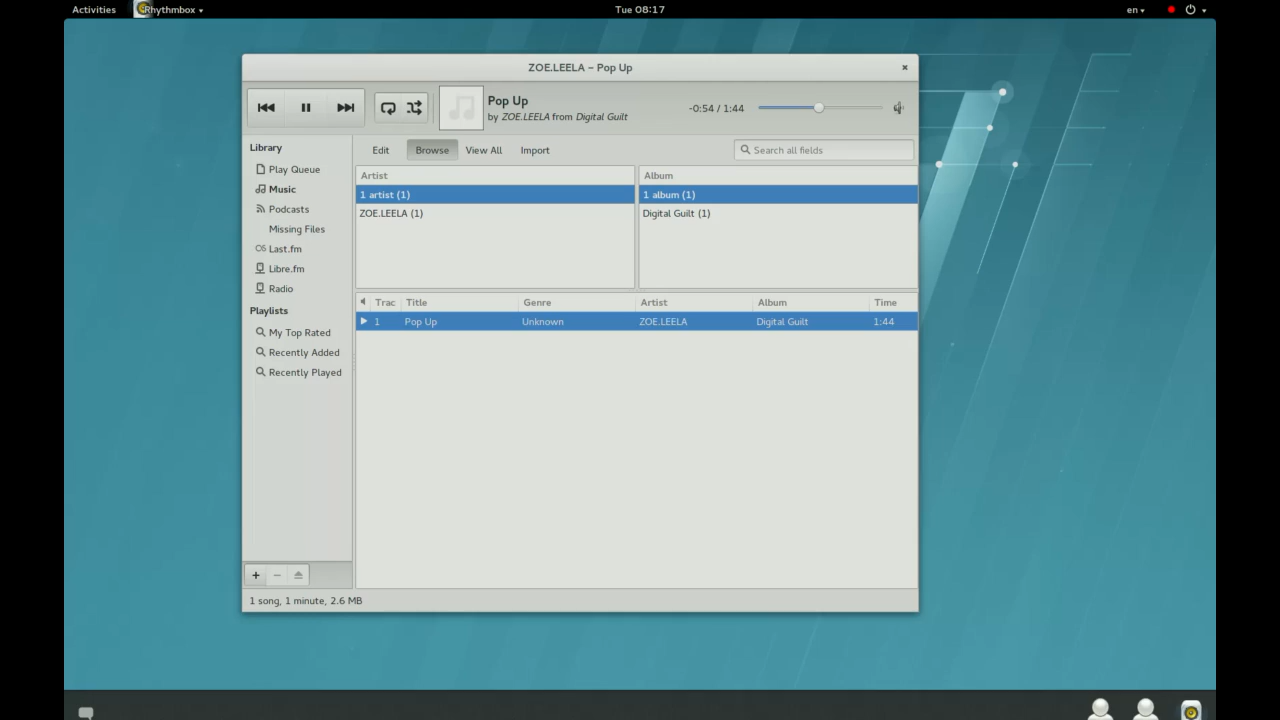 Activities Rhythmbox Tue 08:17 en
ZOE.LEELA – Pop Up
Pop Up
by ZOE.LEELA from Digital Guilt
-0:54 / 1:44
Library
Play Queue
Music
Podcasts
Missing Files
Last.fm
Libre.fm
Radio
Playlists
My Top Rated
Recently Added
Recently Played
Edit Browse View All Import Search all fields
Artist Album
1 artist (1) 1 album (1)
ZOE.LEELA (1) Digital Guilt (1)
Trac Title Genre Artist Album Time
1 Pop Up Unknown ZOE.LEELA Digital Guilt 1:44
1 song, 1 minute, 2.6 MB